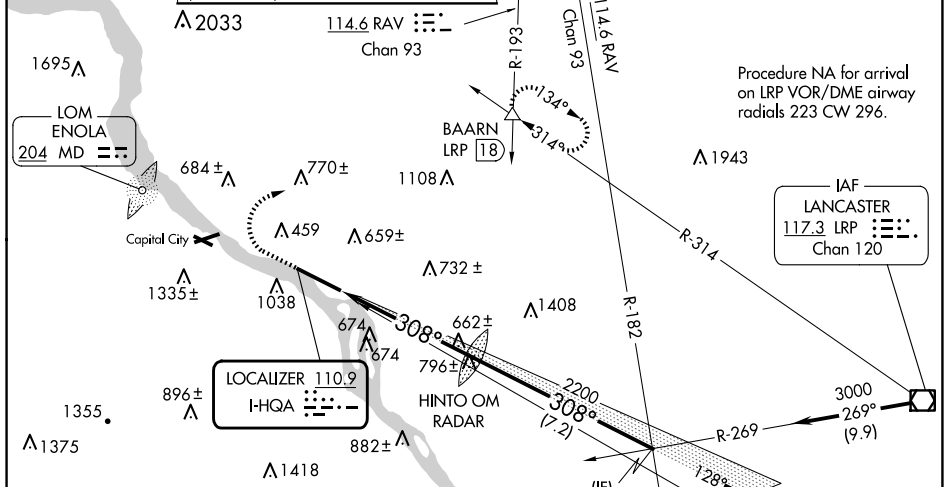 2033
114.6 RAV
Chan 93
R-193
114.6 RAV
Chan 93
1695
Procedure NA for arrival
on LRP VOR/DME airway
radials 223 CW 296.
LOM
ENOLA
204 MD
134°
314°
BAARN
LRP 18
1943
684±
770±
1108
IAF
LANCASTER
117.3 LRP
Chan 120
Capital City
459
659±
R-314
732±
1335±
1038
1408
R-182
674
674
308°
662±
796±
LOCALIZER 110.9
I-HQA
HINTO OM
RADAR
2200
308°
(7.2)
3000
269°
(9.9)
R-269
896±
1355
1375
882±
1418
128°
(IF)